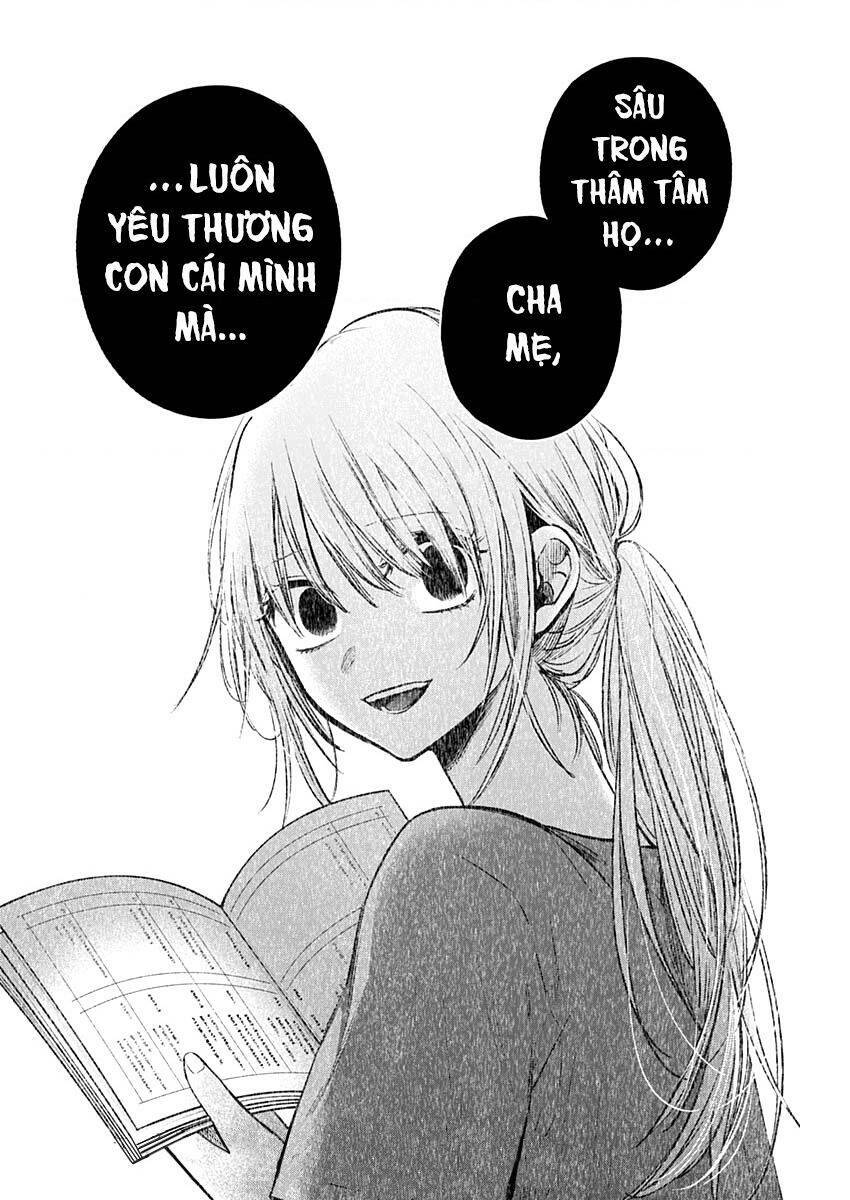 SÂU
TRONG
THÂM TÂM
HỌ...
CHA
MẸ,
...LUÔN
YÊU THƯƠNG
CON CÁI MÌNH
MÀ...